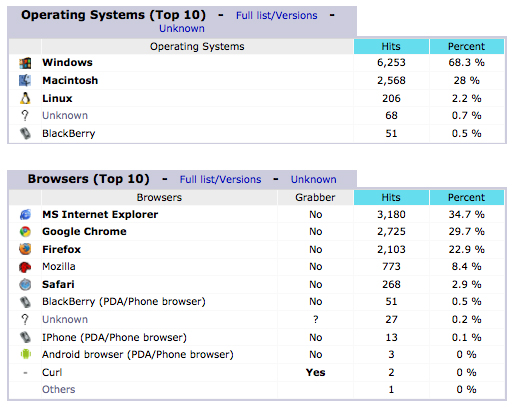 Operating Systems (Top 10) - Full list/Versions -
Unknown
Operating Systems Hits Percent
Windows 6,253 68.3 %
Macintosh 2,568 28 %
Linux 206 2.2 %
? Unknown 68 0.7 %
BlackBerry 51 0.5 %
Browsers (Top 10) - Full list/Versions - Unknown
Browsers Grabber Hits Percent
MS Internet Explorer No 3,180 34.7 %
Google Chrome No 2,725 29.7 %
Firefox No 2,103 22.9 %
Mozilla No 773 8.4 %
Safari No 268 2.9 %
BlackBerry (PDA/Phone browser) No 51 0.5 %
? Unknown ? 27 0.2 %
IPhone (PDA/Phone browser) No 13 0.1 %
Android browser (PDA/Phone browser) No 3 0 %
- Curl Yes 2 0 %
Others 1 0 %